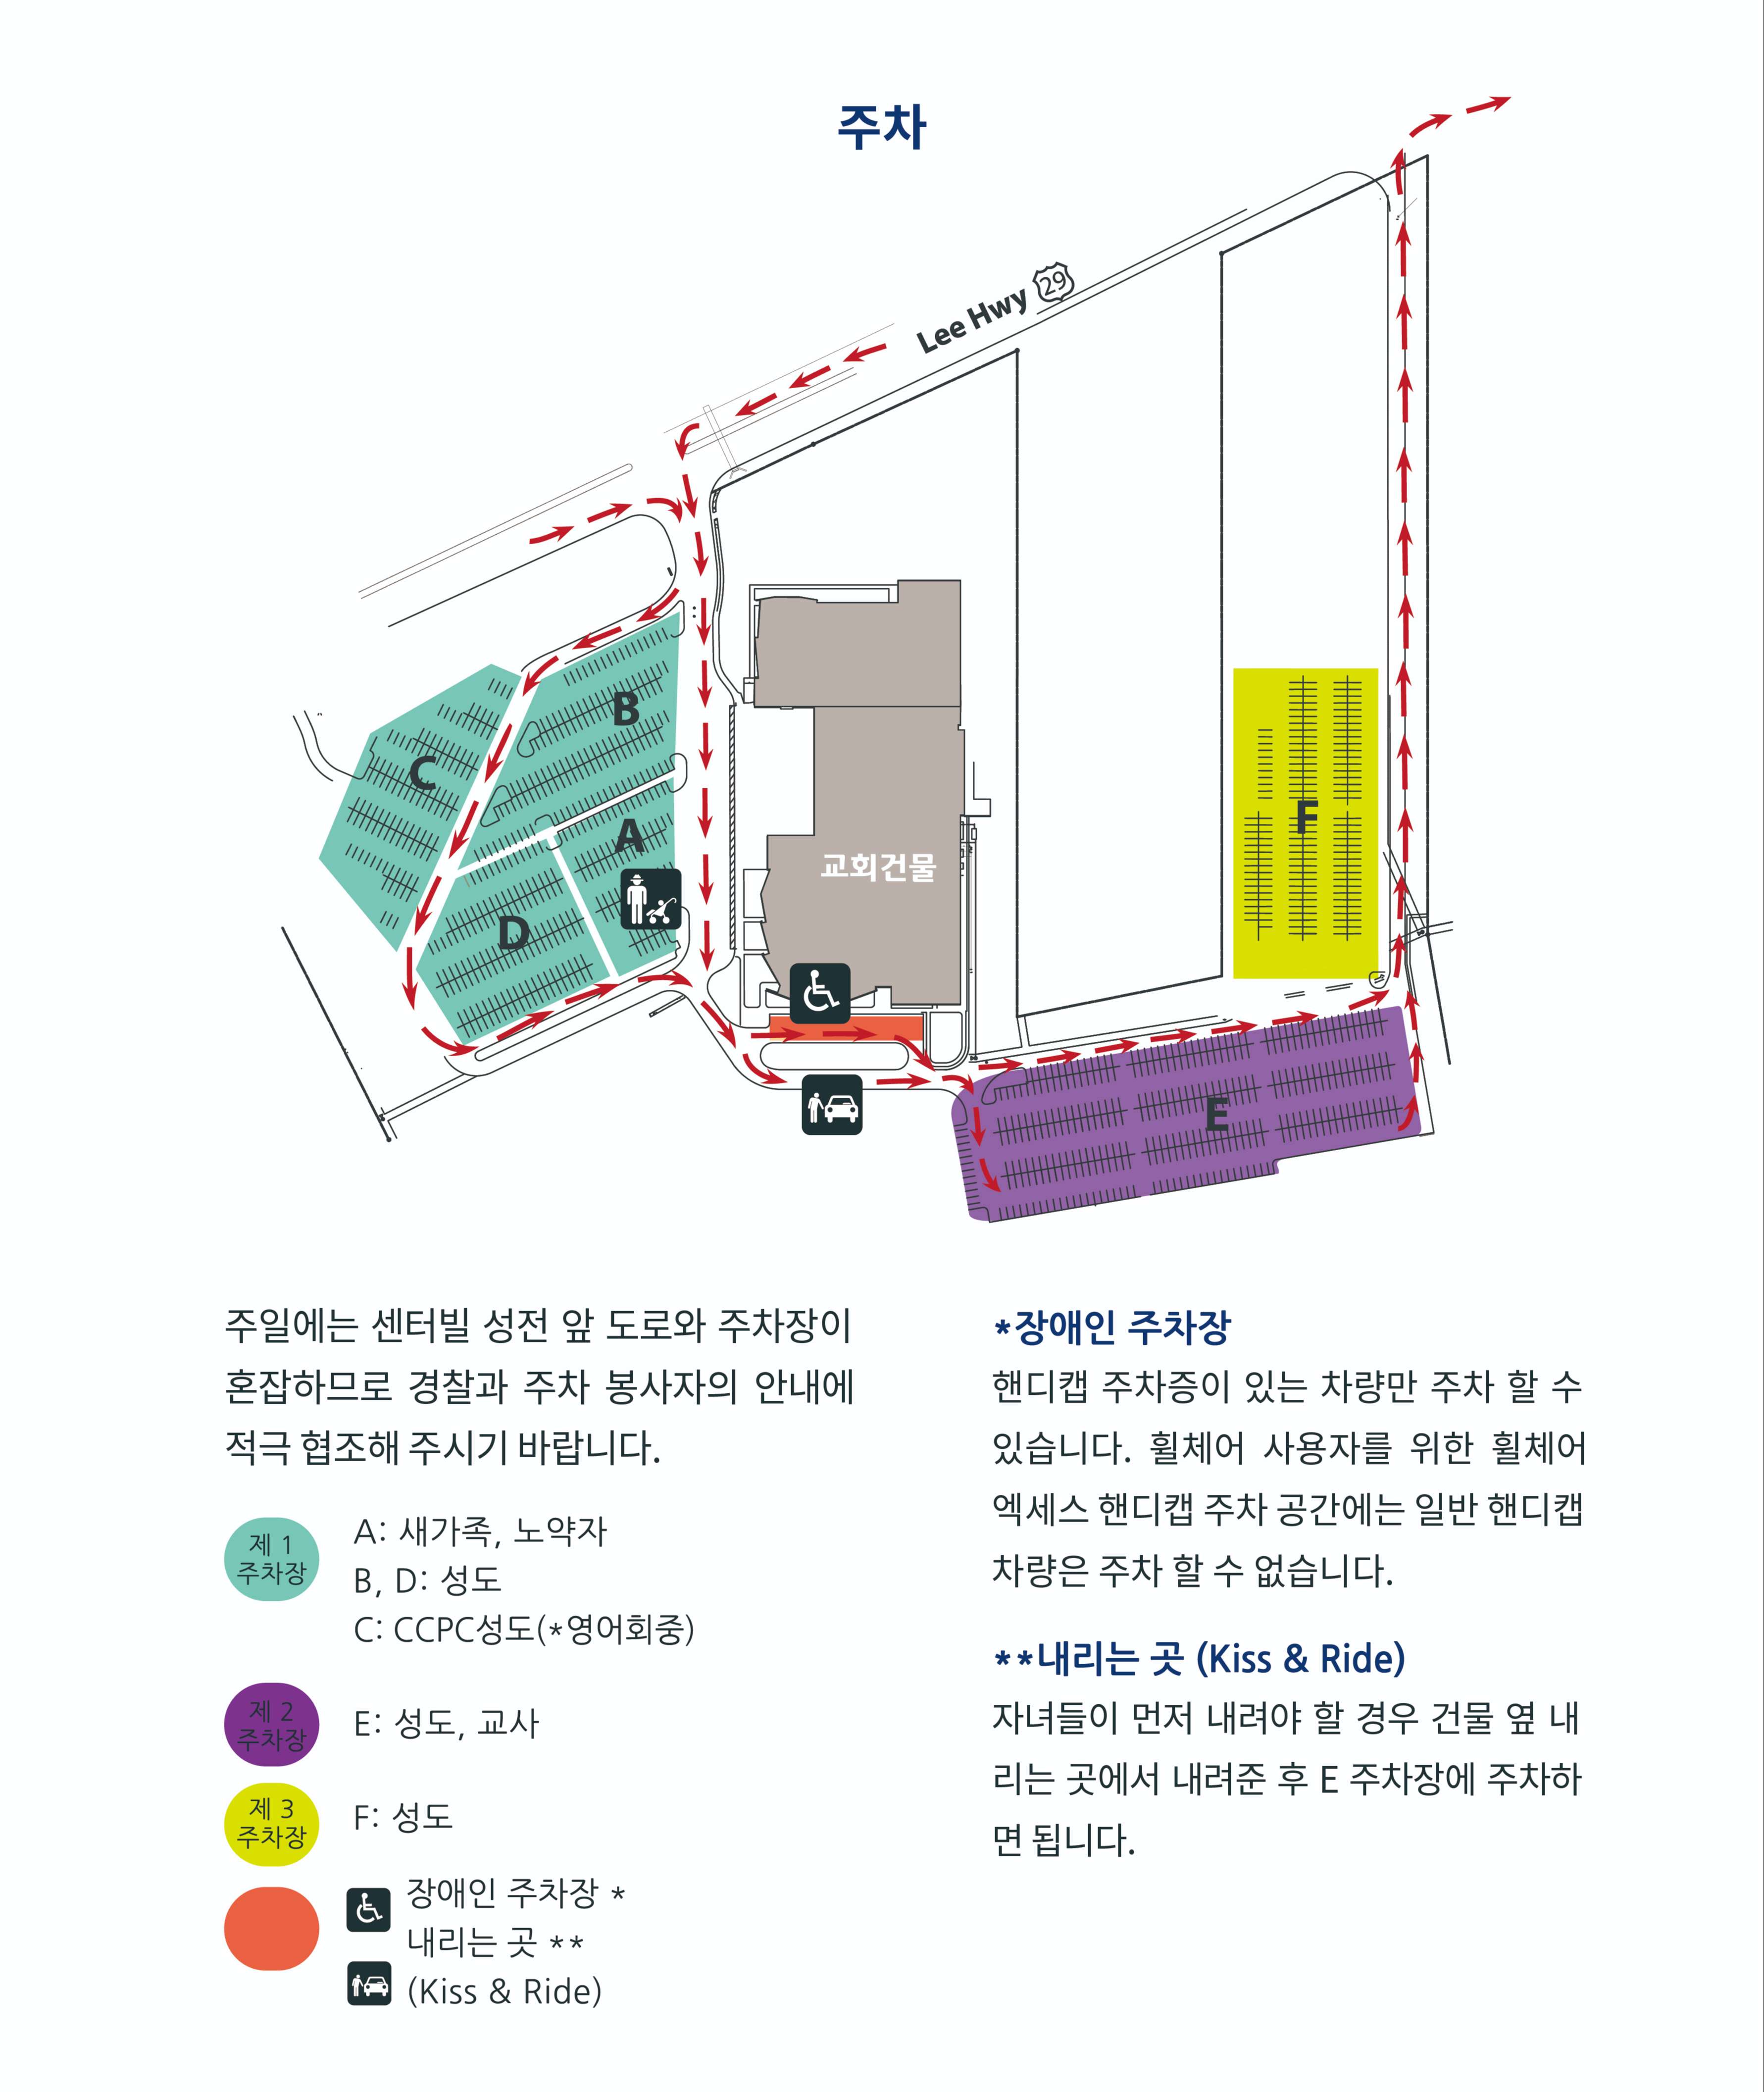 주차
Lee Hwy 29
B
C
A
F
교회건물
D
E
주일에는 센터빌 성전 앞 도로와 주차장이
혼잡하므로 경찰과 주차 봉사자의 안내에
적극 협조해 주시기 바랍니다.
제 1
주차장
A: 새가족, 노약자
B, D: 성도
C: CCPC성도(*영어회중)
제 2
주차장
E: 성도, 교사
제 3
주차장
F: 성도
장애인 주차장 *
내리는 곳 **
(Kiss & Ride)
*장애인 주차장
핸디캡 주차증이 있는 차량만 주차 할 수
있습니다. 휠체어 사용자를 위한 휠체어
엑세스 핸디캡 주차 공간에는 일반 핸디캡
차량은 주차 할 수 없습니다.
**내리는 곳 (Kiss & Ride)
자녀들이 먼저 내려야 할 경우 건물 옆 내
리는 곳에서 내려준 후 E 주차장에 주차하
면 됩니다.